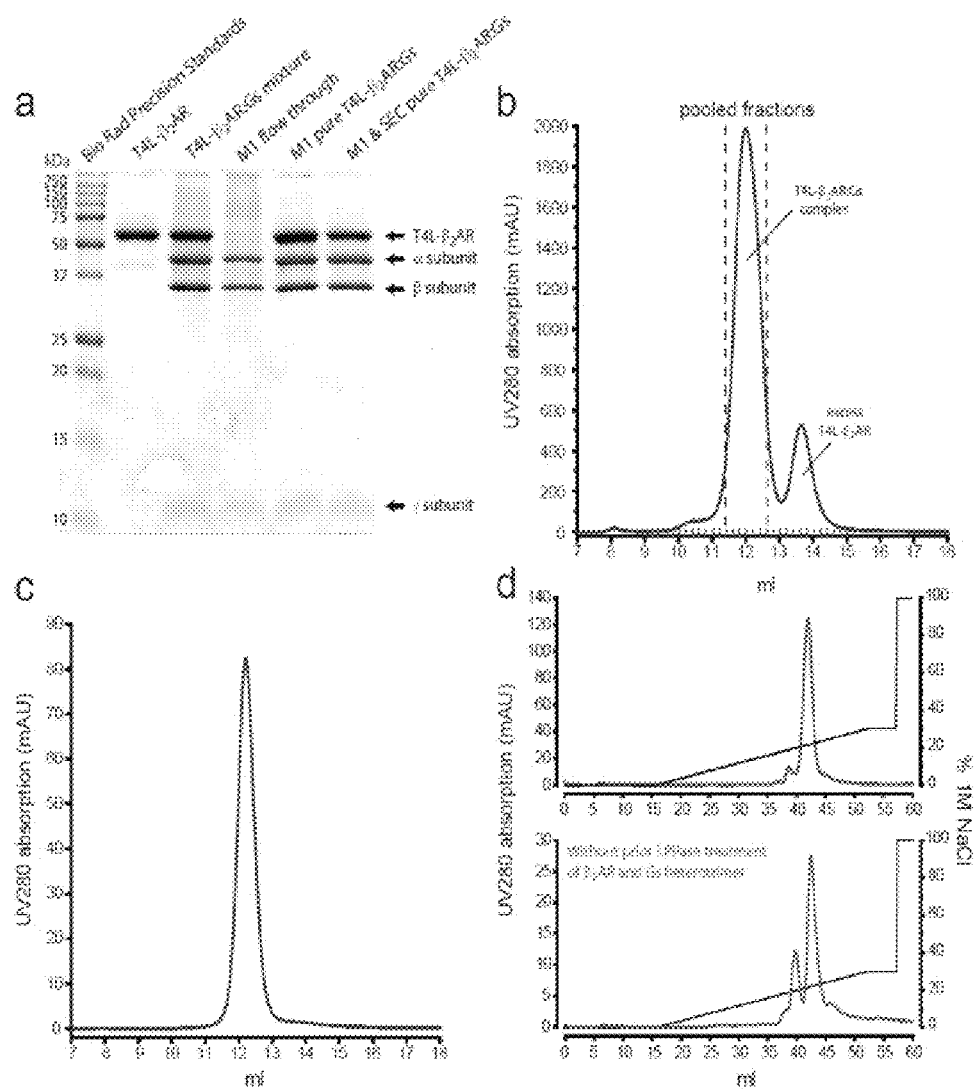 a
kDa
Bio-Rad Precision Standards
T4L-β₂AR
T4L-β₂AR:Gs mixture
M1 flow through
M1 pure T4L-β₂AR:Gs
M1 & SEC pure T4L-β₂AR:Gs
75
50
37
25
20
15
10
T4L-β₂AR
α subunit
β subunit
γ subunit
b
pooled fractions
UV280 absorption (mAU)
2000
1800
1600
1400
1200
1000
800
600
400
200
0
T4L-β₂AR:Gs
complex
T4L-β₂AR
7 8 9 10 11 12 13 14 15 16 17 18
ml
c
UV280 absorption (mAU)
90
80
70
60
50
40
30
20
10
0
7 8 9 10 11 12 13 14 15 16 17 18
ml
d
UV280 absorption (mAU)
140
120
100
80
60
40
20
0
100
80
60
40
20
0
0 5 10 15 20 25 30 35 40 45 50 55 60
% 1M NaCl
Without prior λPPase treatment
of β₂AR and Gs heterotrimer
30
25
20
15
10
5
0
100
80
60
40
20
0
0 5 10 15 20 25 30 35 40 45 50 55 60
ml